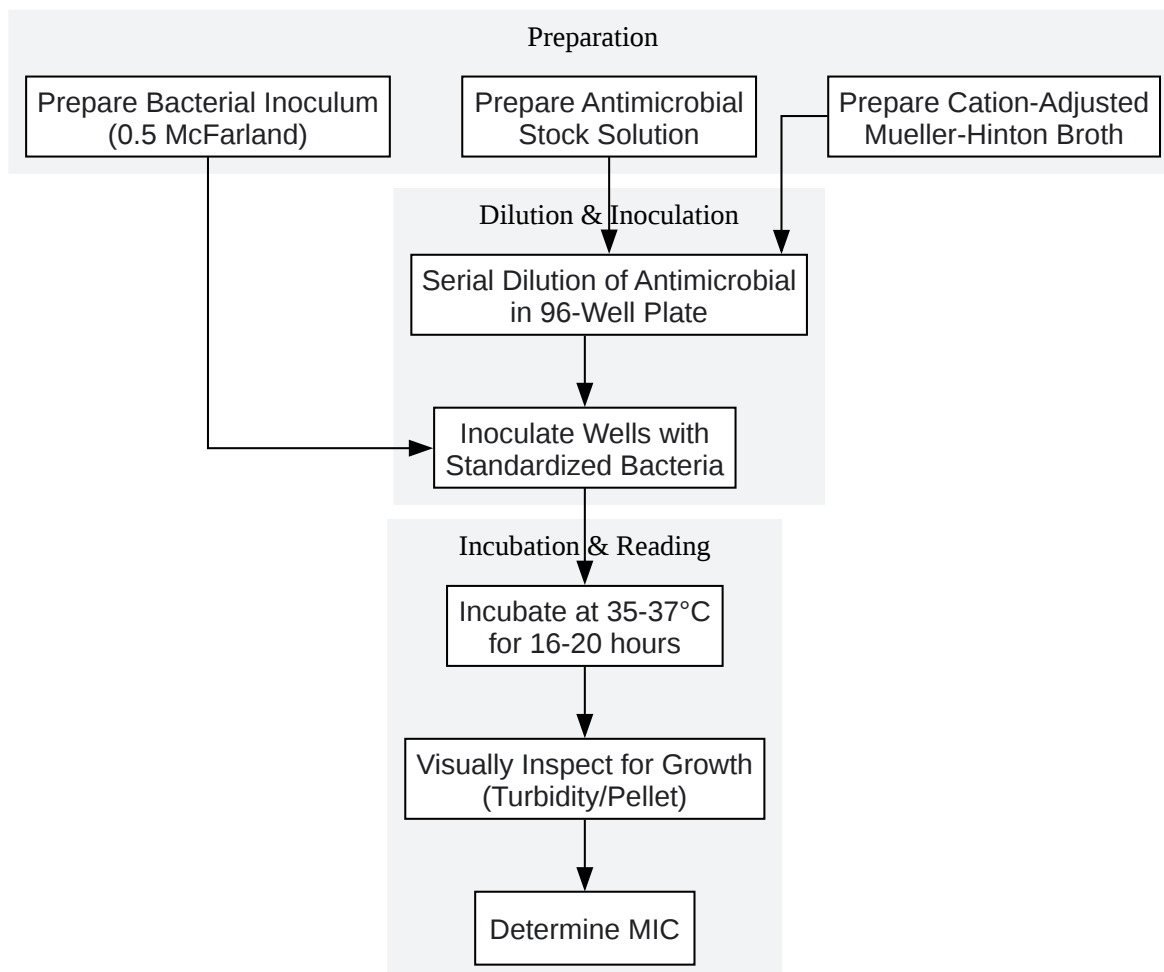 Preparation
Prepare Bacterial Inoculum
(0.5 McFarland)
Prepare Antimicrobial
Stock Solution
Prepare Cation-Adjusted
Mueller-Hinton Broth
Dilution & Inoculation
Serial Dilution of Antimicrobial
in 96-Well Plate
Inoculate Wells with
Standardized Bacteria
Incubation & Reading
Incubate at 35-37°C
for 16-20 hours
Visually Inspect for Growth
(Turbidity/Pellet)
Determine MIC